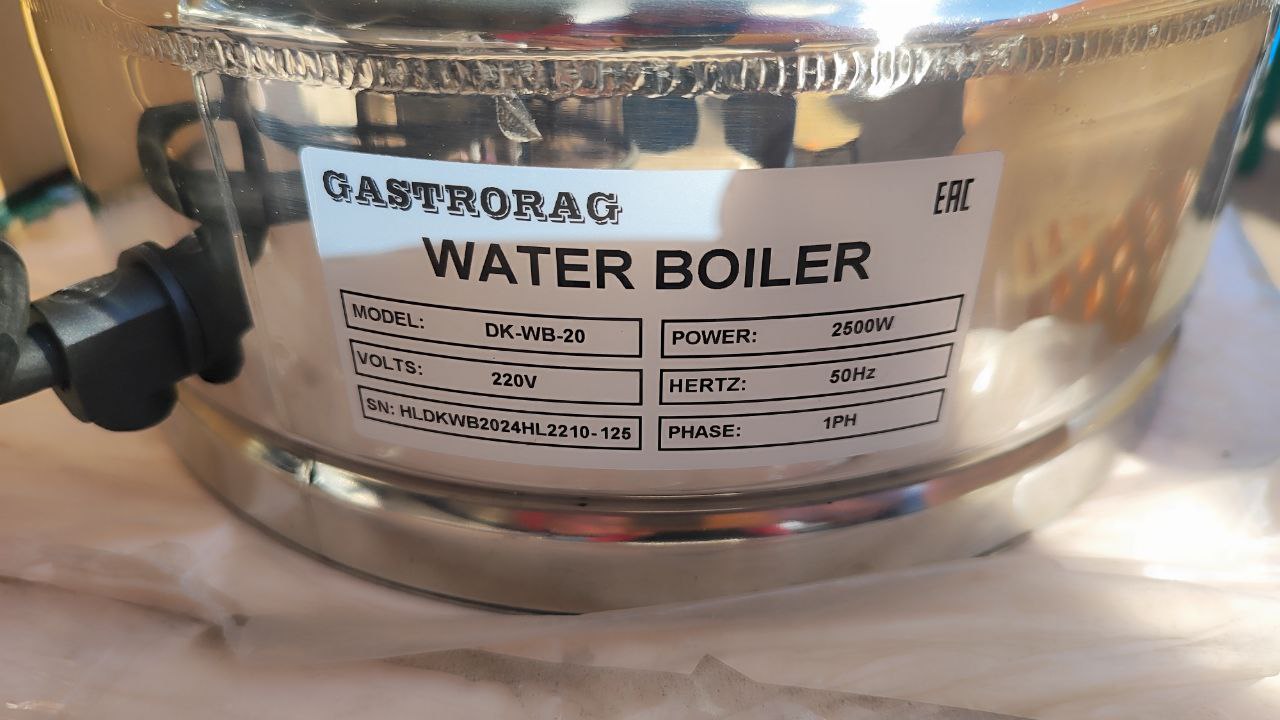 GASTRORAG
EAC
WATER BOILER
MODEL: DK-WB-20
POWER: 2500W
VOLTS: 220V
HERTZ: 50Hz
SN: HLDKWB2024HL2210-125
PHASE: 1PH